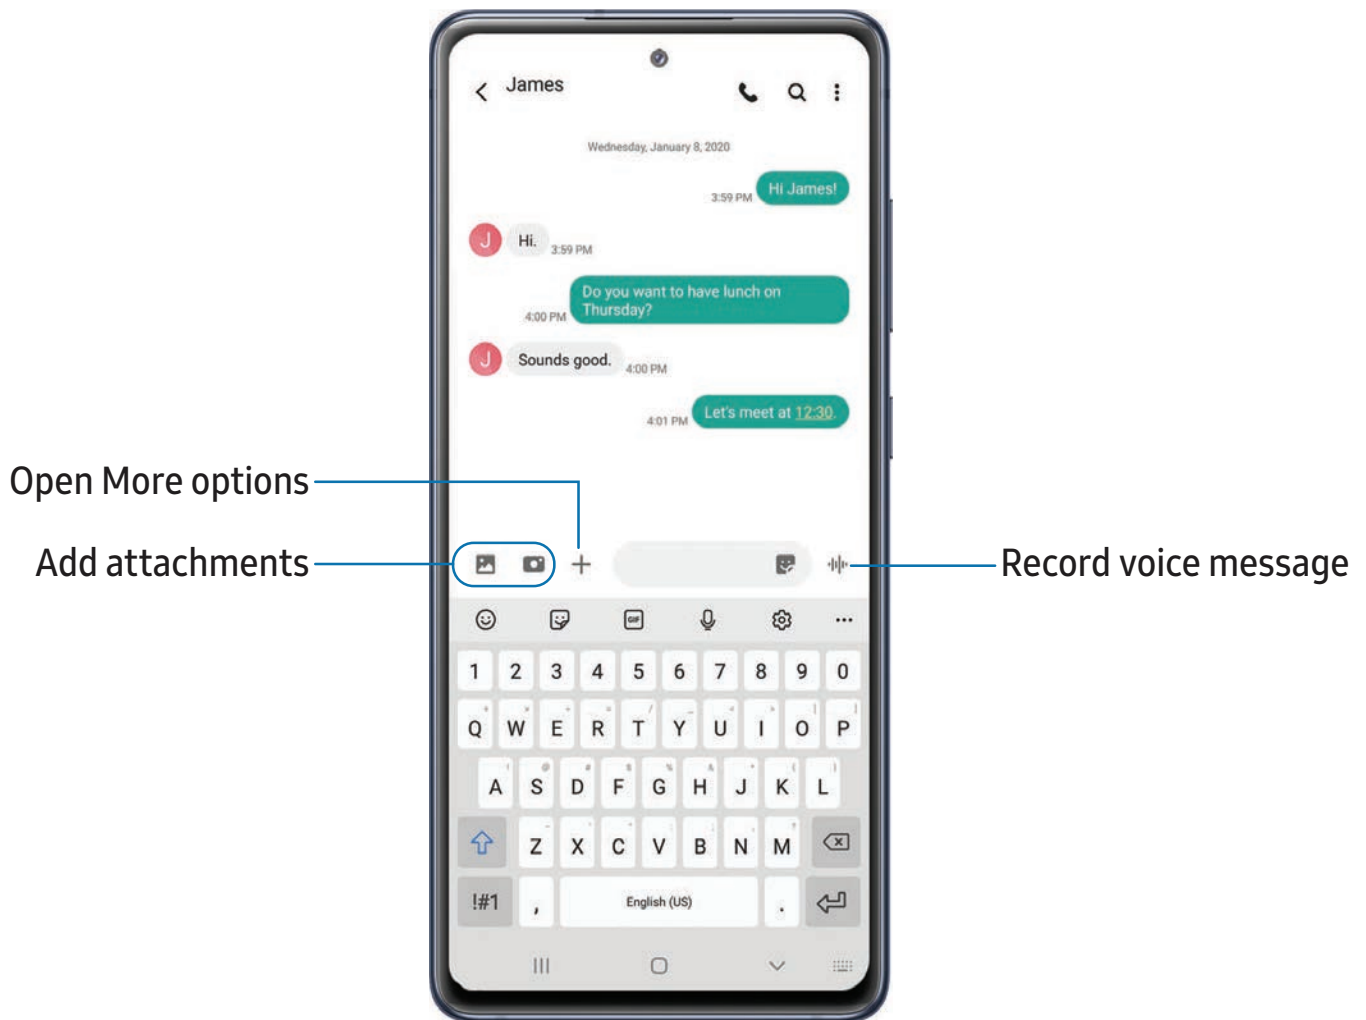 James
Wednesday, January 8, 2020
Hi James!
3:59 PM
J
Hi.
3:59 PM
Do you want to have lunch on
Thursday?
4:00 PM
J
Sounds good.
4:00 PM
Let's meet at 12:30.
4:01 PM
Open More options
Add attachments
Record voice message
GIF
1 2 3 4 5 6 7 8 9 0
Q W E R T Y U I O P
A S D F G H J K L
Z X C V B N M
!#1 , English (US) .